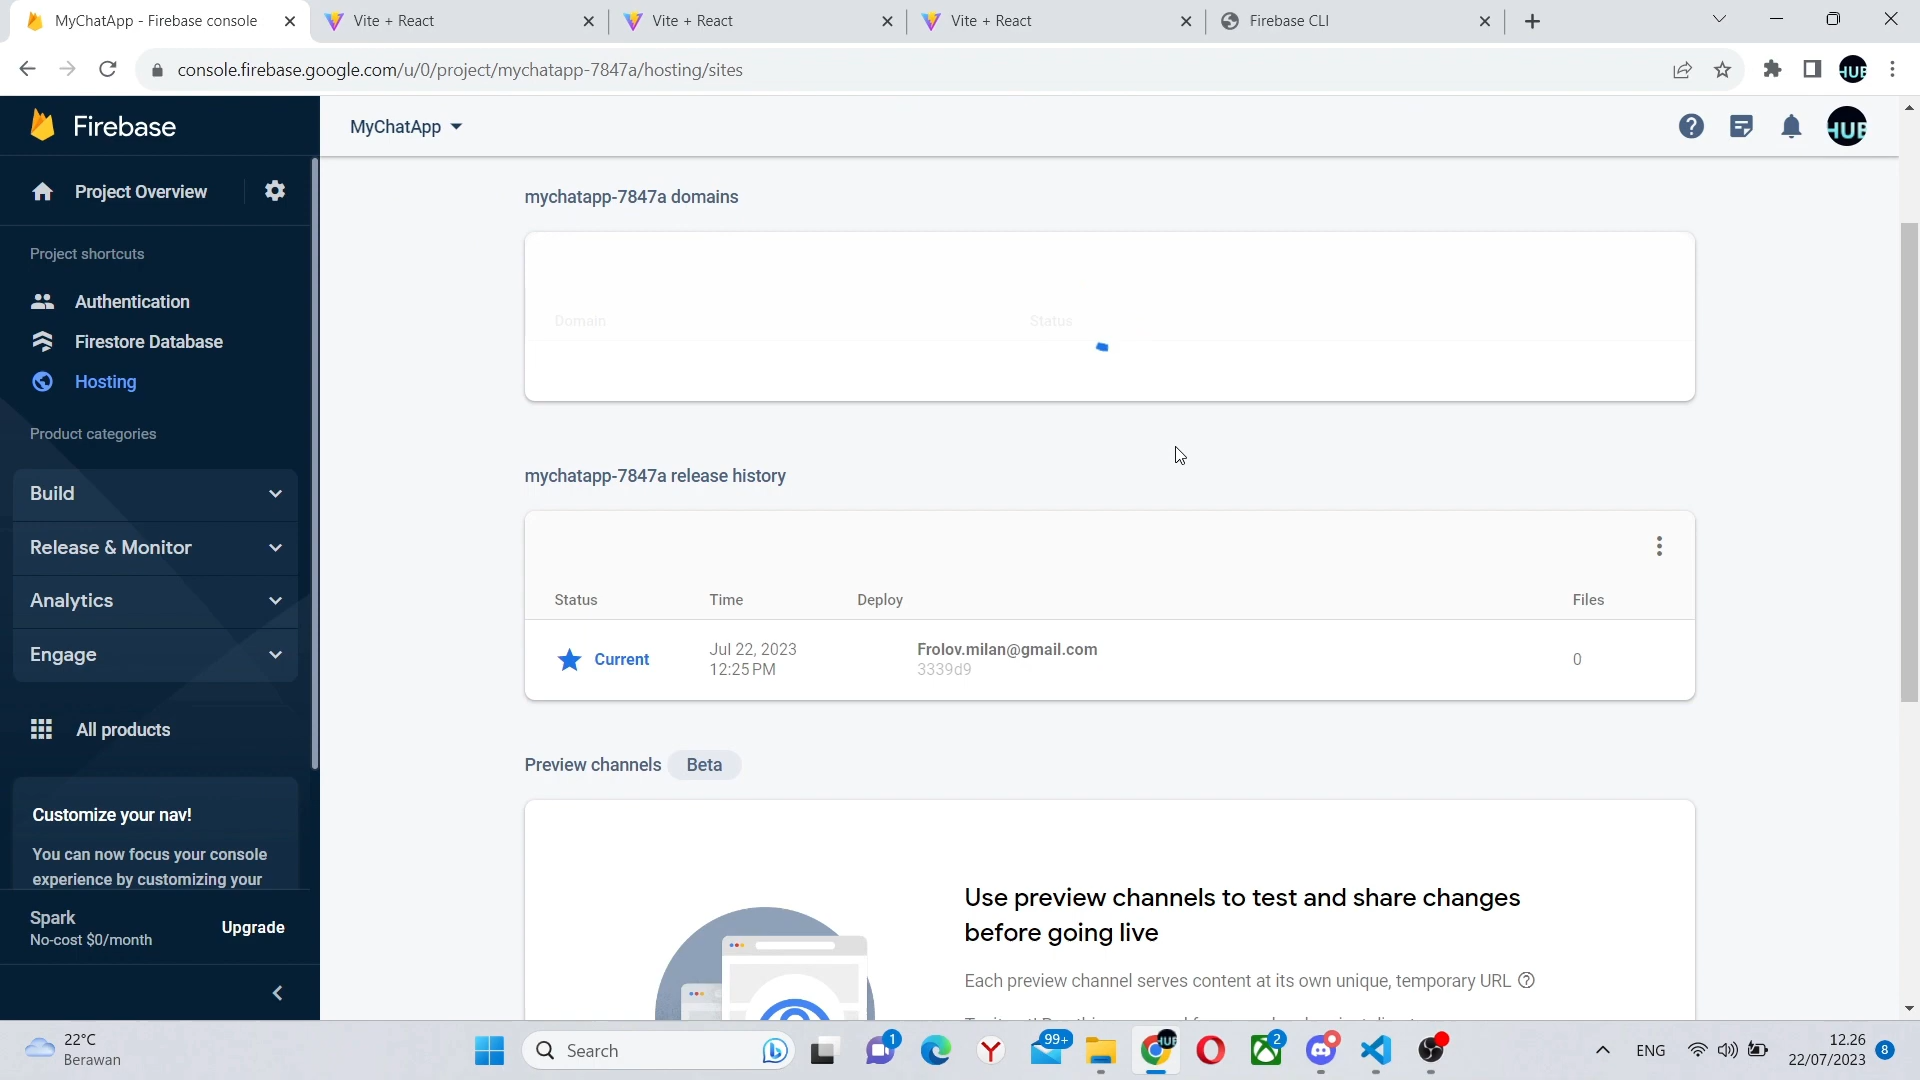 MyChatApp - Firebase console
Vite + React
Vite + React
Vite + React
Firebase CLI
console.firebase.google.com/u/0/project/mychatapp-7847a/hosting/sites
HUB
Firebase
MyChatApp
HUB
Project Overview
Project shortcuts
Authentication
Firestore Database
Hosting
Product categories
Build
Release & Monitor
Analytics
Engage
All products
Customize your nav!
You can now focus your console
experience by customizing your
Spark
No-cost $0/month
Upgrade
mychatapp-7847a domains
Domain
Status
mychatapp-7847a release history
Status
Time
Deploy
Files
Current
Jul 22, 2023
12:25 PM
Frolov.milan@gmail.com
3339d9
0
Preview channels
Beta
Use preview channels to test and share changes
before going live
Each preview channel serves content at its own unique, temporary URL
22°C
Berawan
Search
1
99+
HUB
2
ENG
12.26
22/07/2023
8